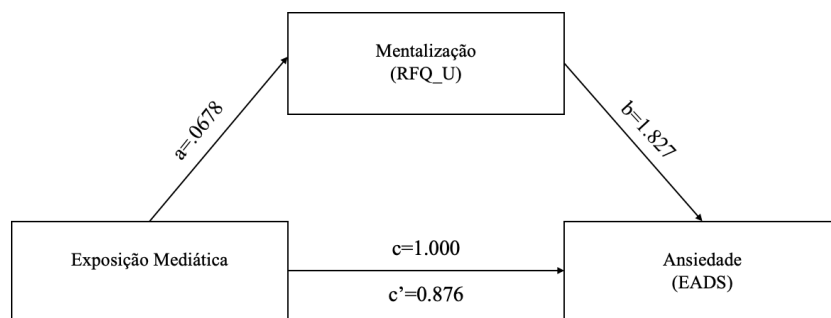 Mentalização
(RFQ_U)
a=.0678
b=1.827
Exposição Mediática
c=1.000
c’=0.876
Ansiedade
(EADS)